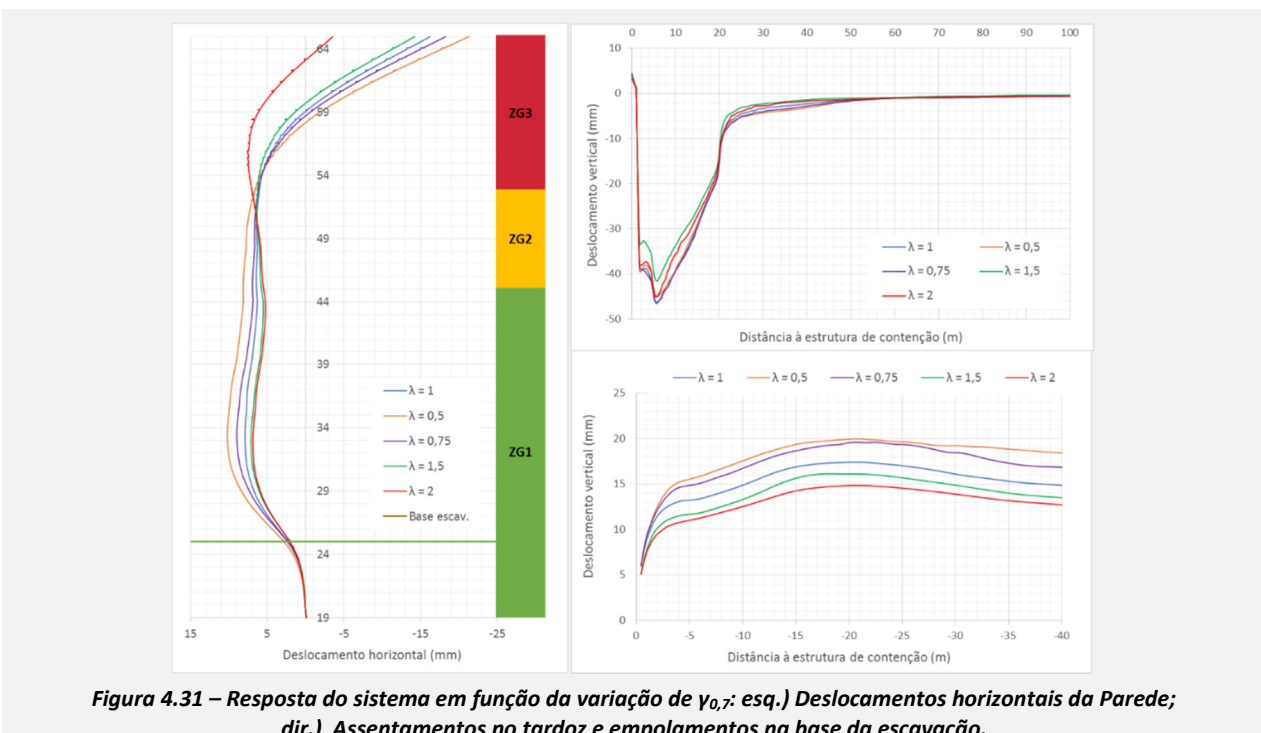 64
59
54
49
44
39
34
29
24
19
ZG3
ZG2
ZG1
λ = 1
λ = 0,5
λ = 0,75
λ = 1,5
λ = 2
Base escav.
15 5 -5 -15 -25
Deslocamento horizontal (mm)
0 10 20 30 40 50 60 70 80 90 100
10
0
-10
-20
-30
-40
-50
Deslocamento vertical (mm)
λ = 1 λ = 0,5
λ = 0,75 λ = 1,5
λ = 2
Distância à estrutura de contenção (m)
λ = 1 λ = 0,5 λ = 0,75 λ = 1,5 λ = 2
25
20
15
10
5
0
Deslocamento vertical (mm)
0 -5 -10 -15 -20 -25 -30 -35 -40
Distância à estrutura de contenção (m)
Figura 4.31 – Resposta do sistema em função da variação de γ0,7: esq.) Deslocamentos horizontais da Parede;
dir.) Assentamentos no tardoz e empolamentos na base da escavação.